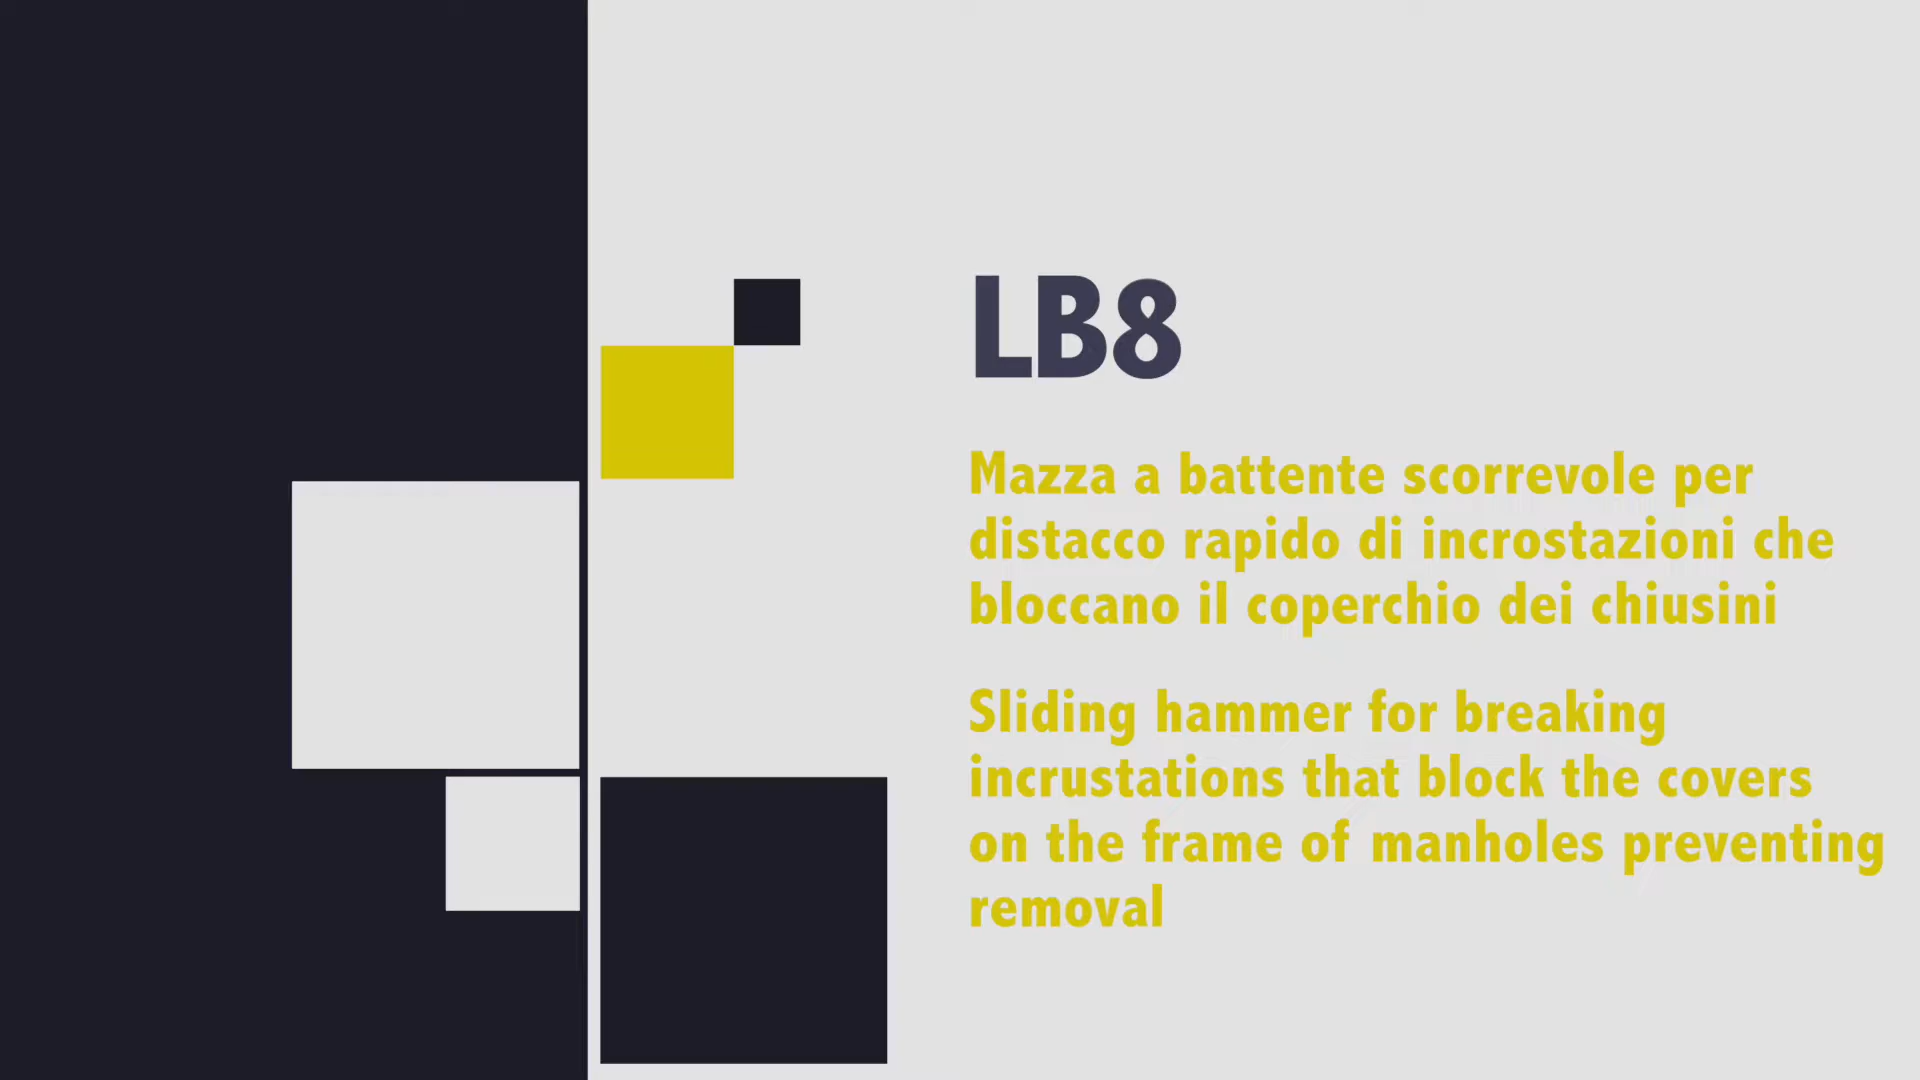 LB8
Mazza a battente scorrevole per
distacco rapido di incrostazioni che
bloccano il coperchio dei chiusini
Sliding hammer for breaking
incrustations that block the covers
on the frame of manholes preventing
removal